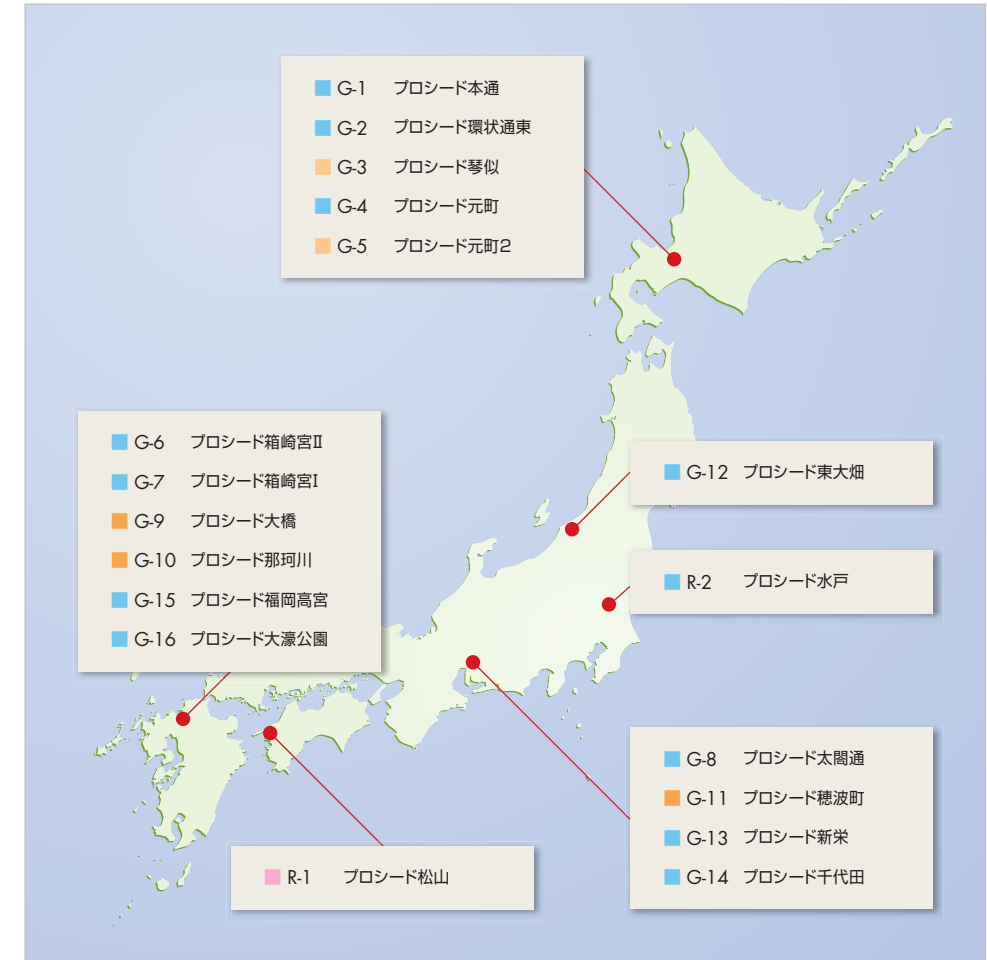 G-1 プロシード本通
G-2 プロシード環状通東
G-3 プロシード琴似
G-4 プロシード元町
G-5 プロシード元町2
G-6 プロシード箱崎宮Ⅱ
G-7 プロシード箱崎宮Ⅰ
G-9 プロシード大橋
G-10 プロシード那珂川
G-15 プロシード福岡高宮
G-16 プロシード大濠公園
G-12 プロシード東大畑
R-2 プロシード水戸
G-8 プロシード太閤通
G-11 プロシード穂波町
G-13 プロシード新栄
G-14 プロシード千代田
R-1 プロシード松山